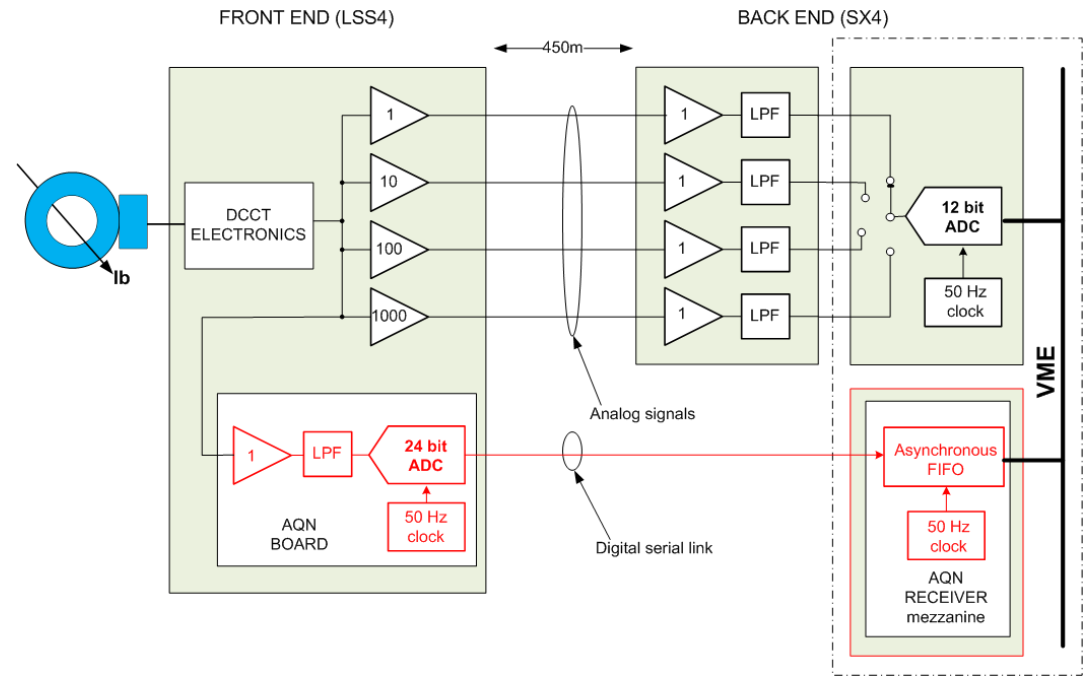 FRONT END (LSS4)
BACK END (SX4)
450m
1
10
100
1000
DCCT
ELECTRONICS
Ib
1
LPF
1
LPF
1
LPF
1
LPF
12 bit
ADC
50 Hz
clock
VME
Analog signals
1
LPF
24 bit
ADC
50 Hz
clock
AQN
BOARD
Digital serial link
Asynchronous
FIFO
50 Hz
clock
AQN
RECEIVER
mezzanine